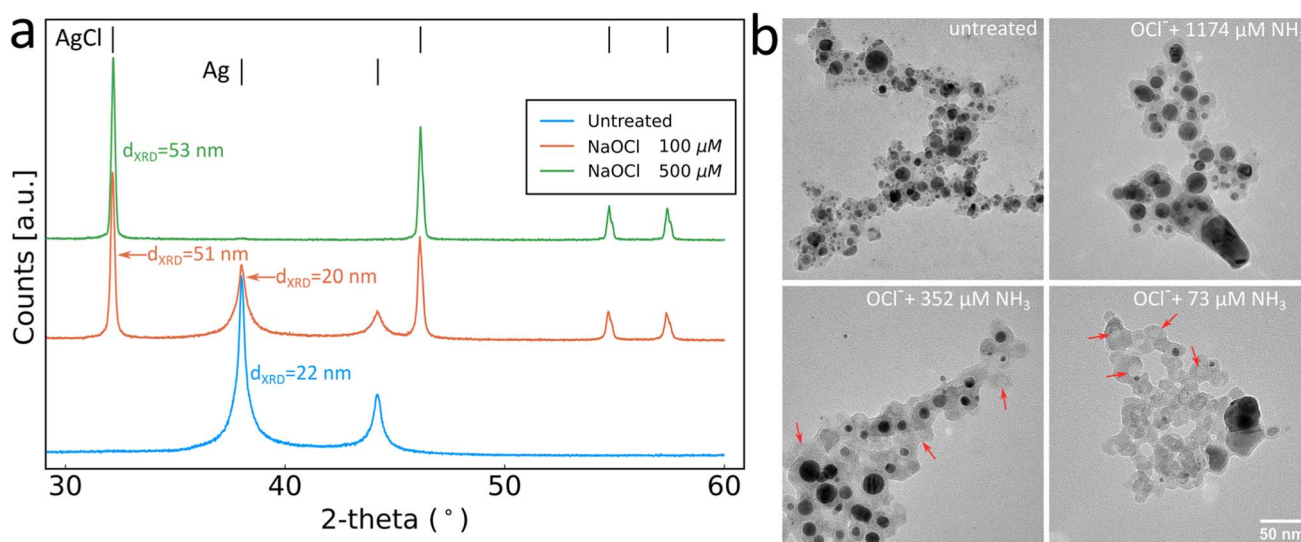 a
AgCl
Ag
Untreated
NaOCl 100 μM
NaOCl 500 μM
d_XRD=53 nm
d_XRD=51 nm
d_XRD=20 nm
d_XRD=22 nm
Counts [a.u.]
30 40 50 60
2-theta (°)
b
untreated
OCl⁻+ 1174 μM NH₃
OCl⁻+ 352 μM NH₃
OCl⁻+ 73 μM NH₃
50 nm